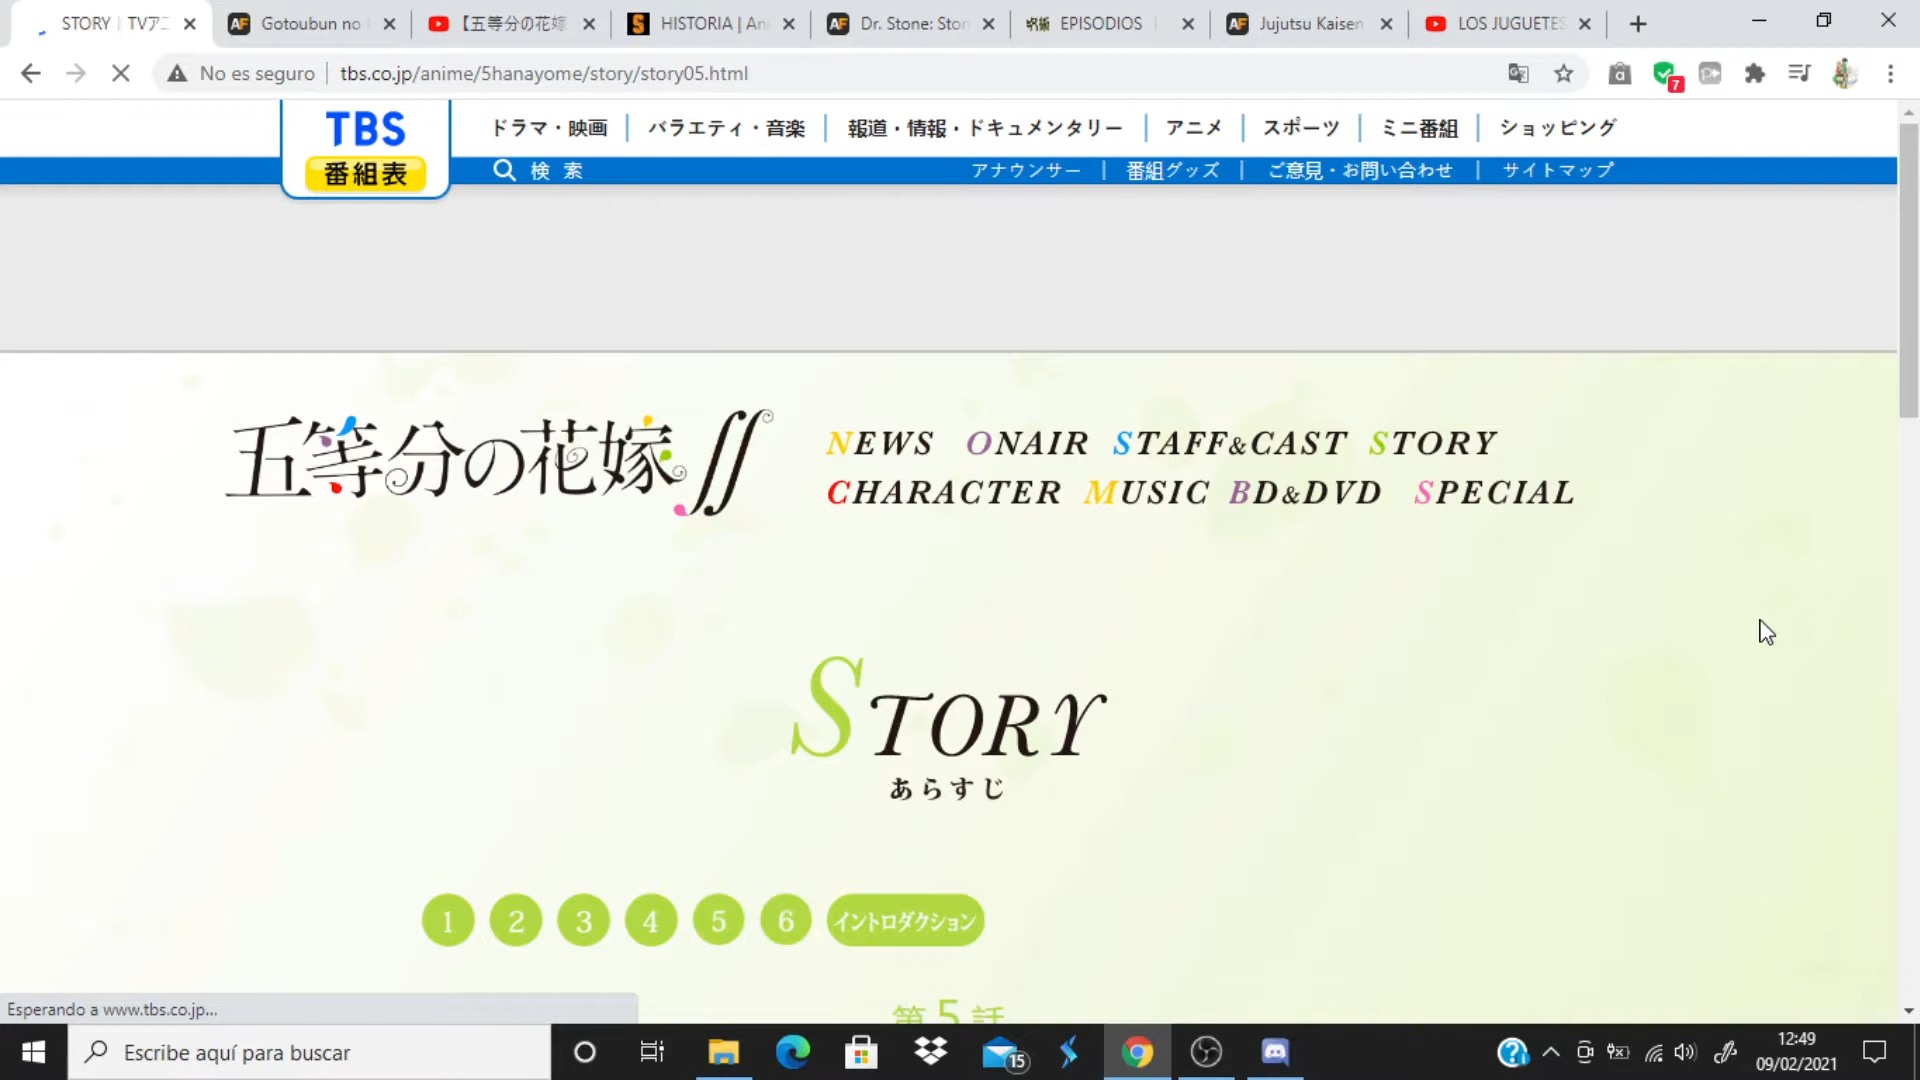 STORY | TVアニ
Gotoubun no
【五等分の花嫁
HISTORIA | An
Dr. Stone: Stor
EPISODIOS
Jujutsu Kaisen
LOS JUGUETES
No es seguro
tbs.co.jp/anime/5hanayome/story/story05.html
7
TBS
番組表
ドラマ・映画 | バラエティ・音楽 | 報道・情報・ドキュメンタリー | アニメ | スポーツ | ミニ番組 | ショッピング
検索
アナウンサー | 番組グッズ | ご意見・お問い合わせ | サイトマップ
五等分の花嫁∬
NEWS ONAIR STAFF&CAST STORY
CHARACTER MUSIC BD&DVD SPECIAL
STORY
あらすじ
1 2 3 4 5 6 イントロダクション
第5話
Esperando a www.tbs.co.jp...
Escribe aquí para buscar
15
12:49
09/02/2021